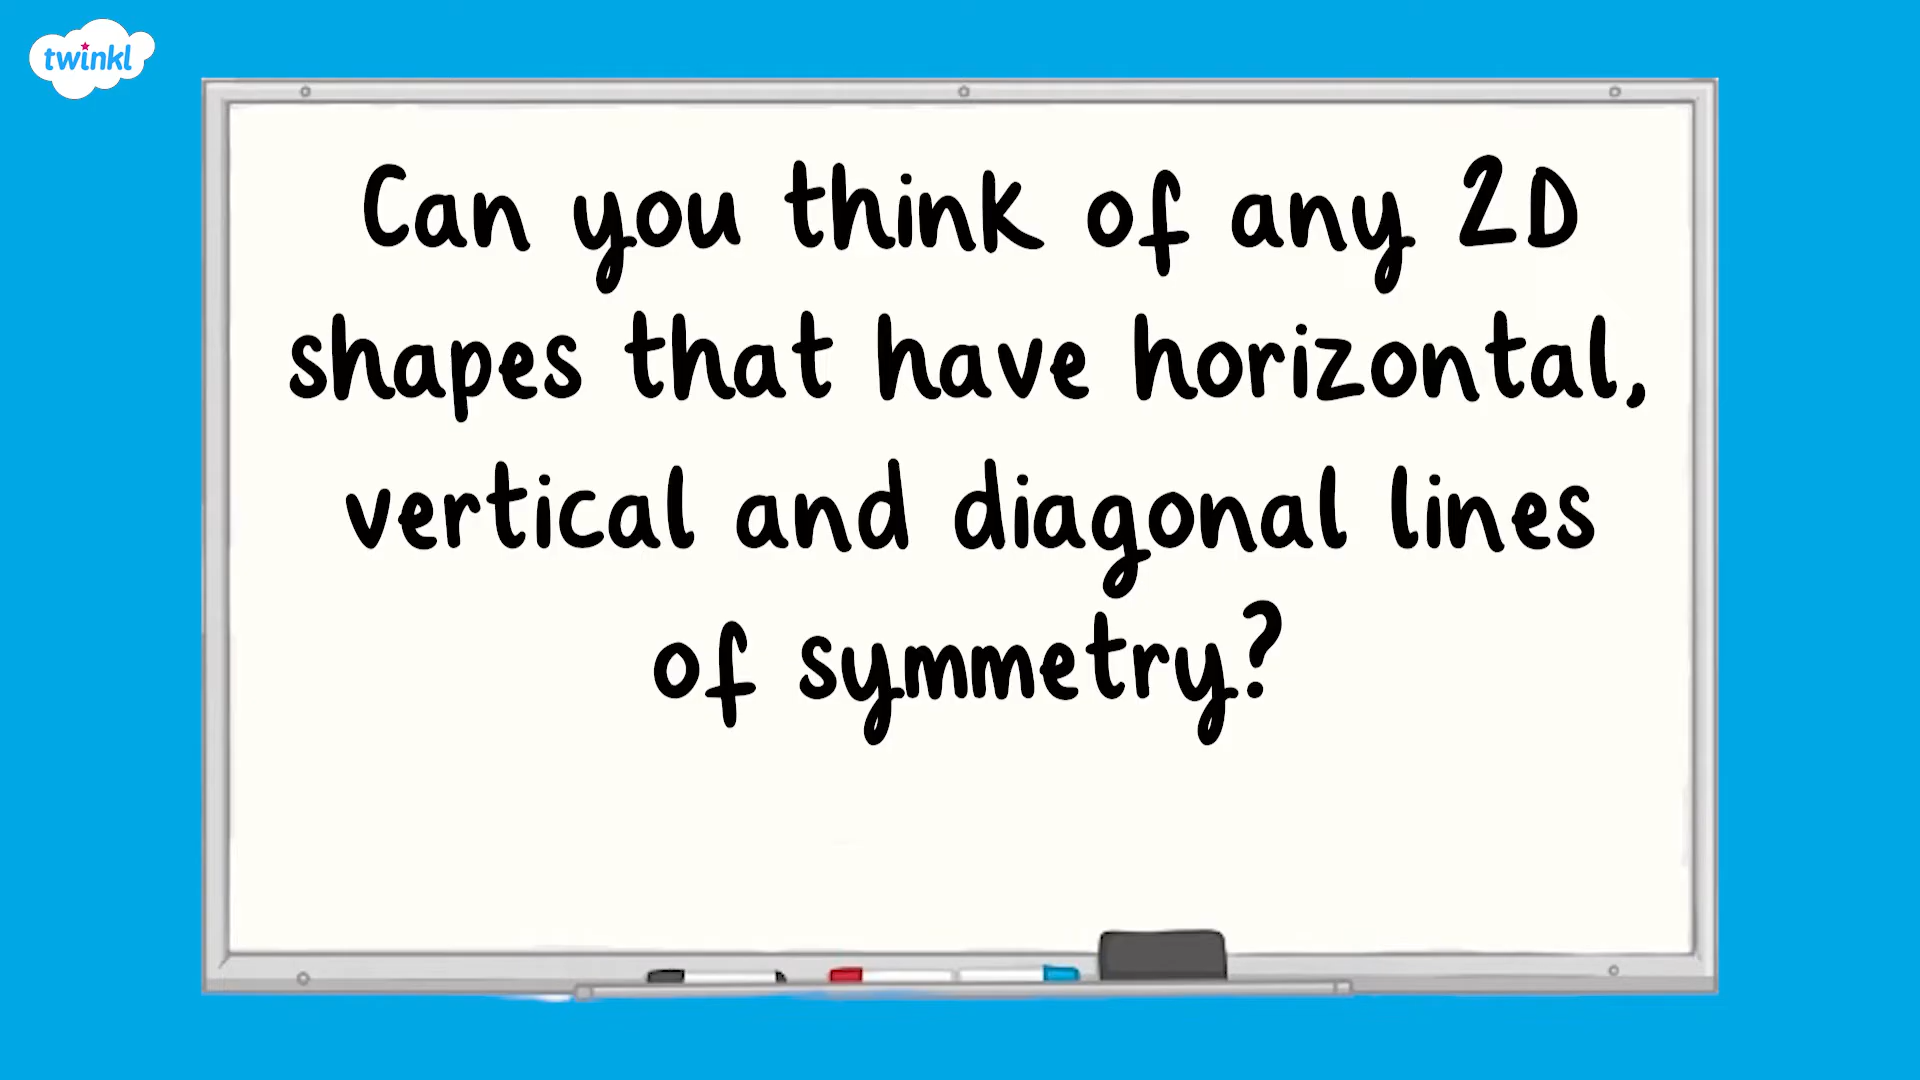 twinkl
Can you think of any 2D
shapes that have horizontal,
vertical and diagonal lines
of symmetry?